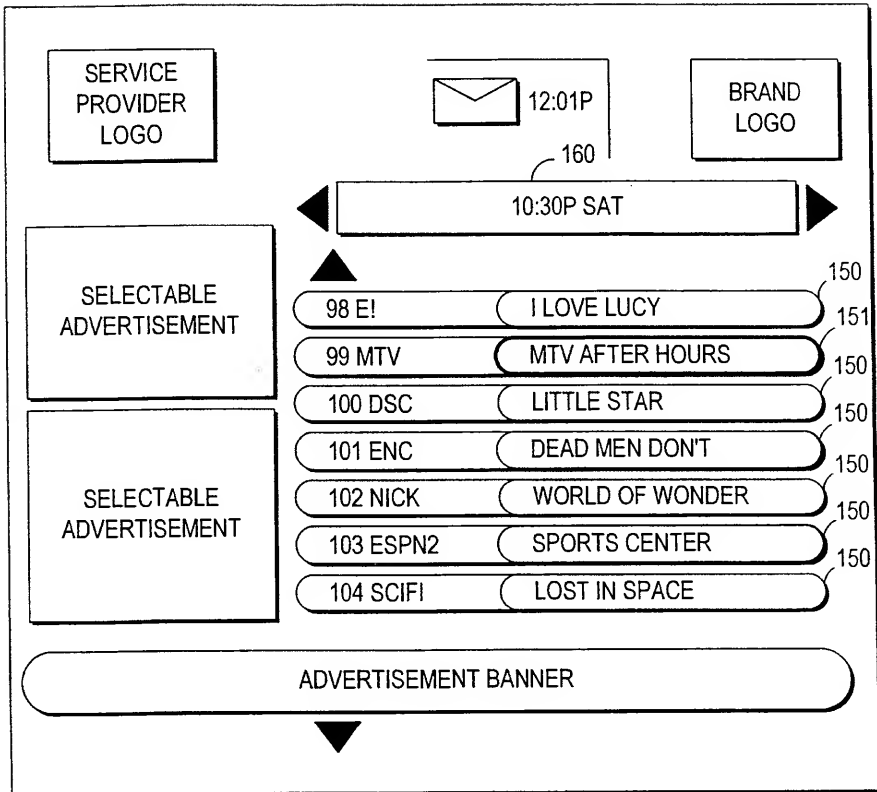 SERVICE
PROVIDER
LOGO
12:01P
BRAND
LOGO
160
10:30P SAT
SELECTABLE
ADVERTISEMENT
150
98 E! I LOVE LUCY
151
99 MTV MTV AFTER HOURS
150
100 DSC LITTLE STAR
150
101 ENC DEAD MEN DON'T
150
SELECTABLE
ADVERTISEMENT
102 NICK WORLD OF WONDER
150
103 ESPN2 SPORTS CENTER
150
104 SCIFI LOST IN SPACE
ADVERTISEMENT BANNER